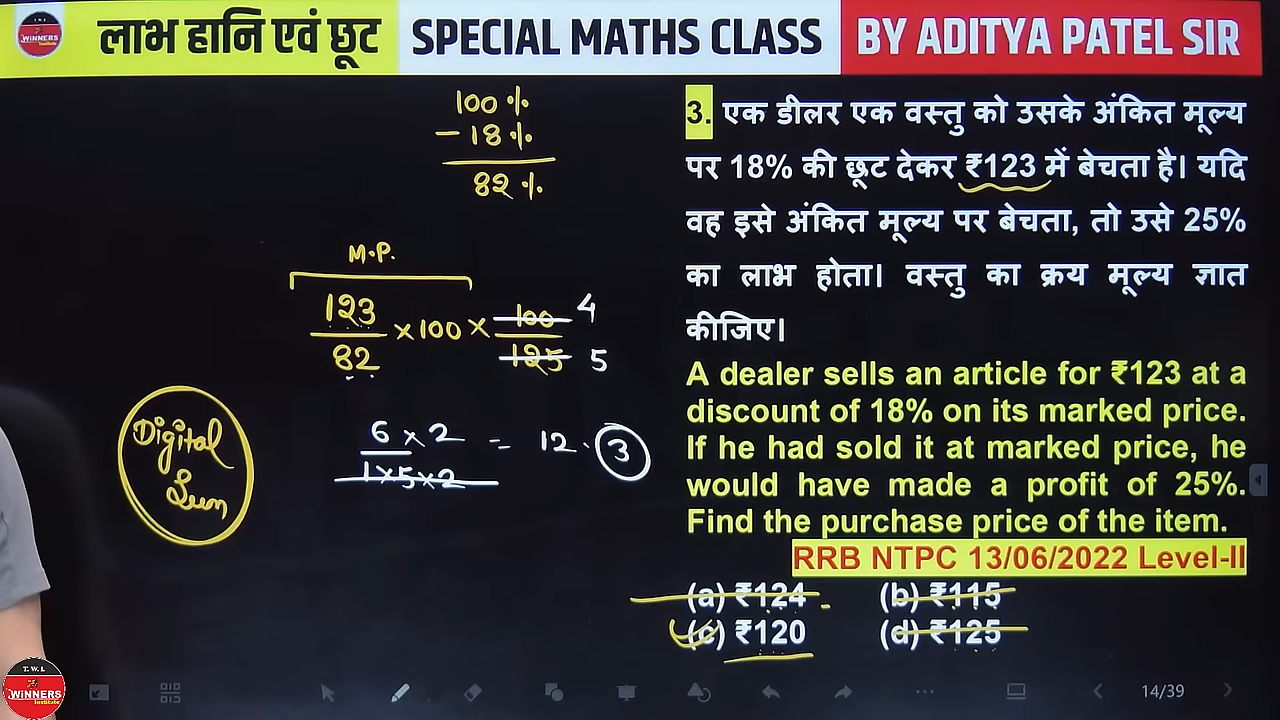 लाभ हानि एवं छूट SPECIAL MATHS CLASS BY ADITYA PATEL SIR
100 %
- 18 %
82 %
M.P.
123 × 100 × 100 4
82 125 5
Digital
Sum
6 × 2 = 12 . 3
1 × 5 × 2
3. एक डीलर एक वस्तु को उसके अंकित मूल्य
पर 18% की छूट देकर ₹123 में बेचता है। यदि
वह इसे अंकित मूल्य पर बेचता, तो उसे 25%
का लाभ होता। वस्तु का क्रय मूल्य ज्ञात
कीजिए।
A dealer sells an article for ₹123 at a
discount of 18% on its marked price.
If he had sold it at marked price, he
would have made a profit of 25%.
Find the purchase price of the item.
RRB NTPC 13/06/2022 Level-II
(a) ₹124 (b) ₹115
(c) ₹120 (d) ₹125
T.W.I.
WiNNERS
Institute
14/39